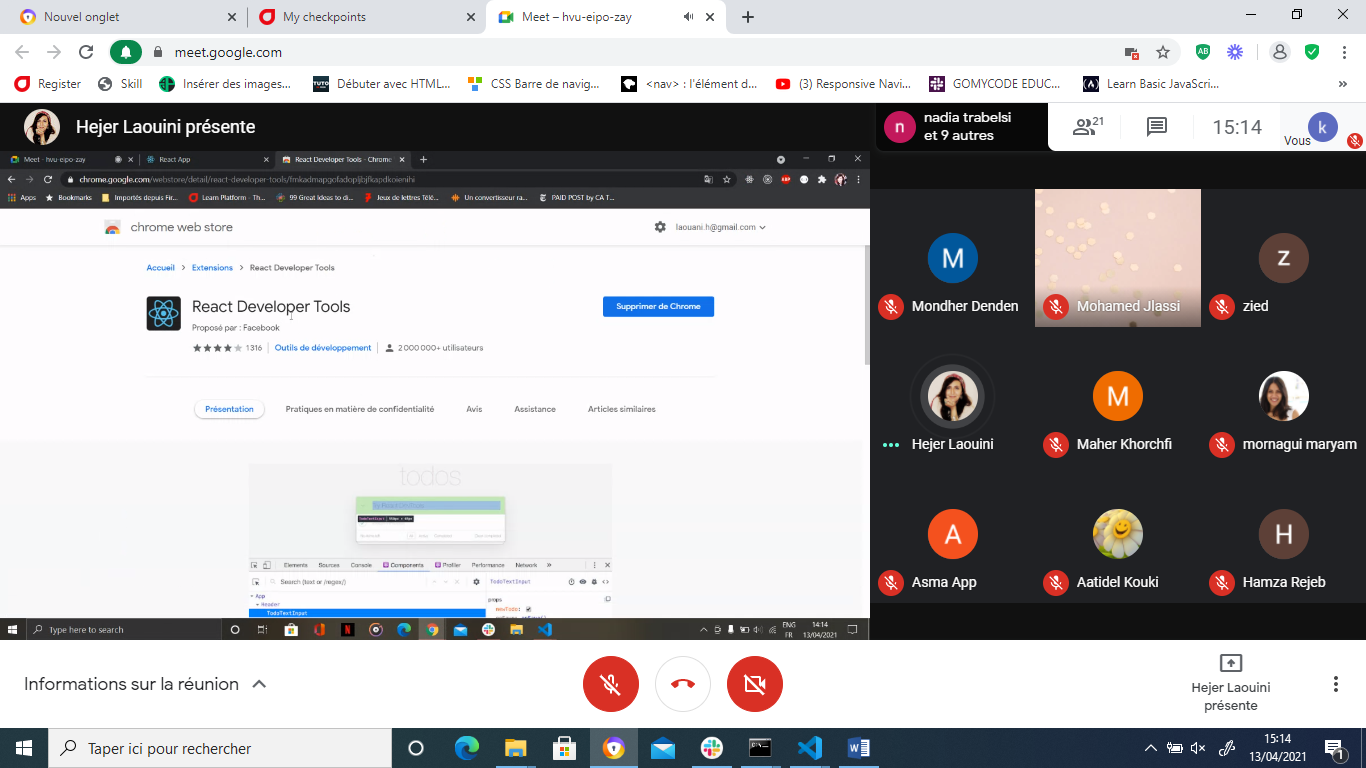 Nouvel onglet
My checkpoints
Meet – hvu-eipo-zay
meet.google.com
Register
Skill
Insérer des images...
Débuter avec HTML...
CSS Barre de navig...
<nav> : l'élément d...
(3) Responsive Navi...
GOMYCODE EDUC...
Learn Basic JavaScri...
»
Hejer Laouini présente
nadia trabelsi
et 9 autres
21
15:14
Vous
Meet - hvu-eipo-zay
React App
React Developer Tools - Chrome
chrome.google.com/webstore/detail/react-developer-tools/fmkadmapgofadopljbjfkapdkoienihi
Apps
Bookmarks
Importés depuis Fir...
Learn Platform - Th...
99 Great Ideas to di...
Jeux de lettres Télé...
Un convertisseur ra...
PAID POST by CA T...
chrome web store
laouani.h@gmail.com
Accueil > Extensions > React Developer Tools
React Developer Tools
Supprimer de Chrome
Proposé par : Facebook
1316
Outils de développement
2 000 000+ utilisateurs
Présentation
Pratiques en matière de confidentialité
Avis
Assistance
Articles similaires
todos
Elements
Sources
Console
Components
Profiler
Performance
Network
»
Search (text or /regex/)
TodoTextInput
App
Header
TodoTextInput
props
newTodo:
Type here to search
ENG
FR
14:14
13/04/2021
M
Mondher Denden
Mohamed Jlassi
z
zied
Hejer Laouini
M
Maher Khorchfi
mornagui maryam
A
Asma App
Aatidel Kouki
H
Hamza Rejeb
Informations sur la réunion
Hejer Laouini
présente
Taper ici pour rechercher
15:14
13/04/2021
1